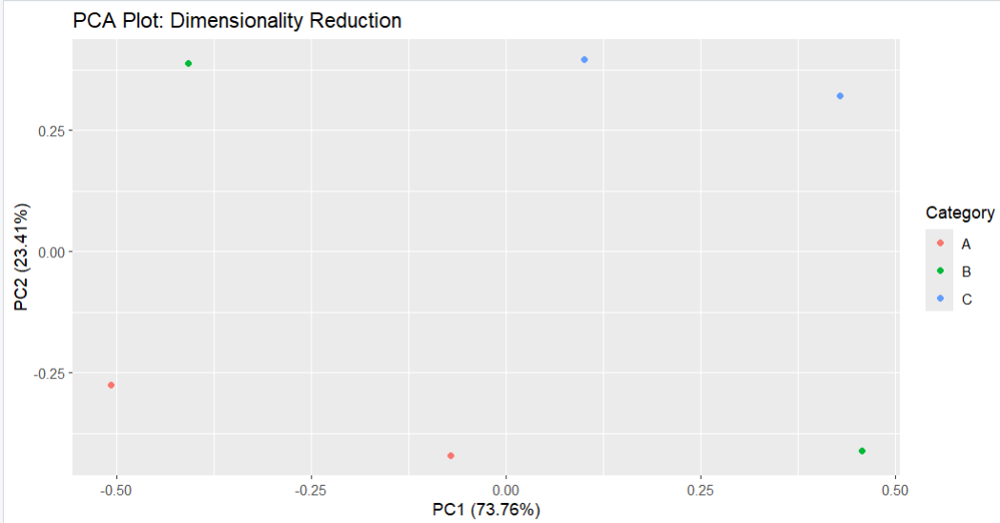 PCA Plot: Dimensionality Reduction
0.25
0.00
-0.25
PC2 (23.41%)
-0.50 -0.25 0.00 0.25 0.50
PC1 (73.76%)
Category
A
B
C